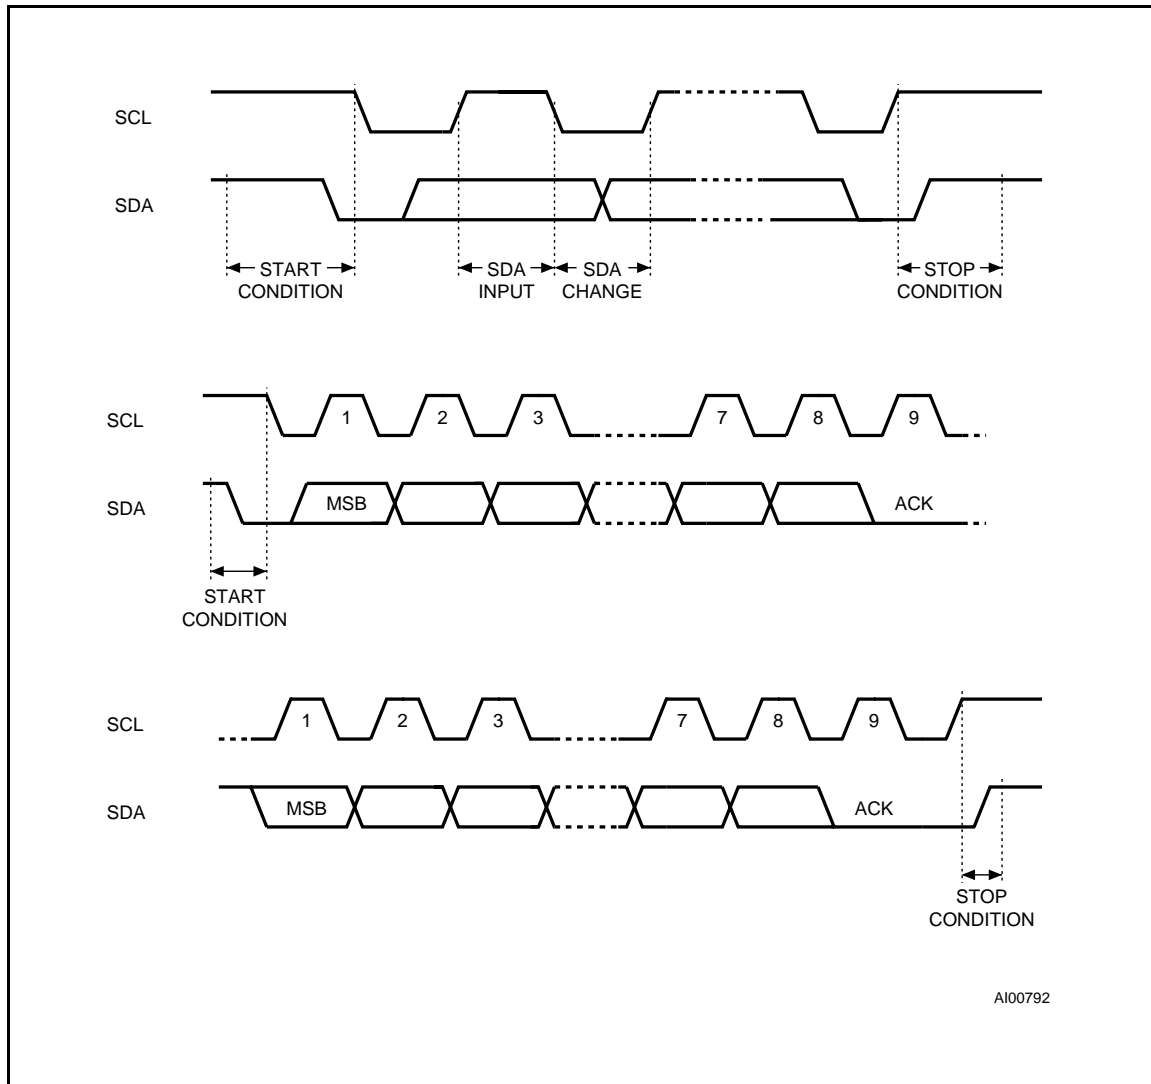 SCL
SDA
START
CONDITION
SDA
INPUT
SDA
CHANGE
STOP
CONDITION
SCL
1 2 3 7 8 9
SDA
MSB ACK
START
CONDITION
SCL
1 2 3 7 8 9
SDA
MSB ACK
STOP
CONDITION
AI00792